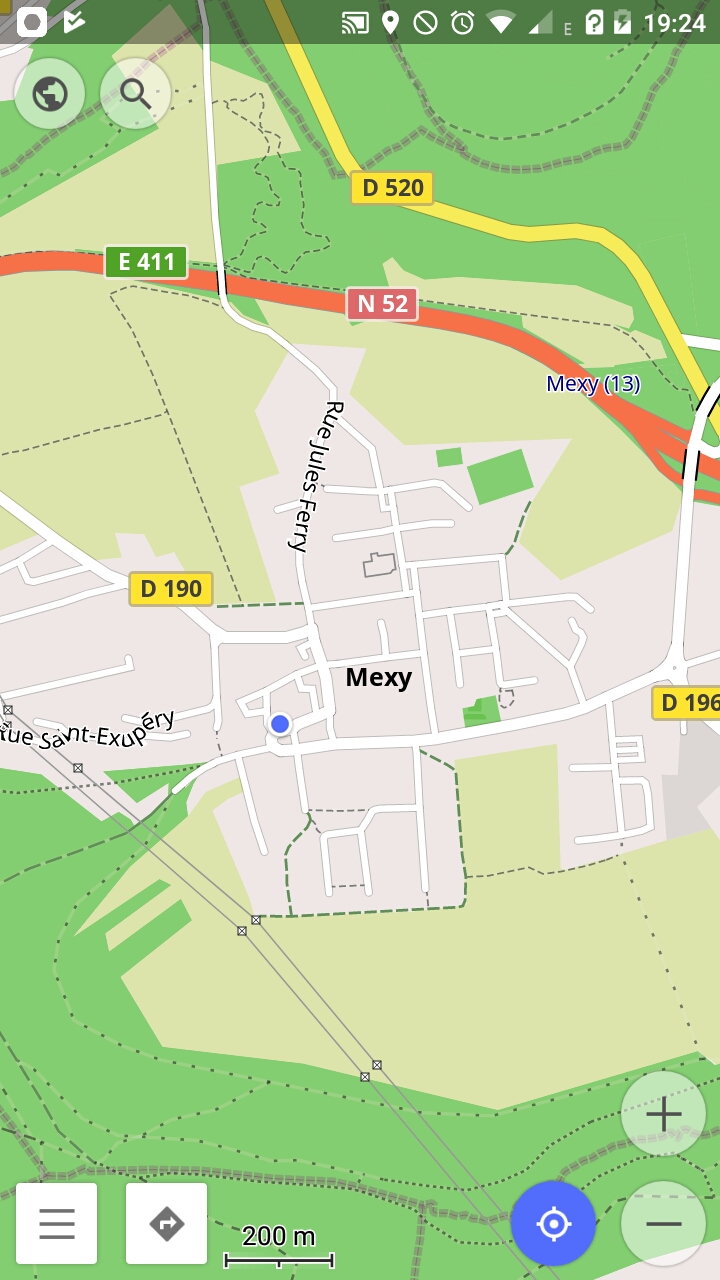 E
19:24
D 520
E 411
N 52
Mexy (13)
Rue Jules Ferry
D 190
Mexy
D 196
Rue Saint-Exupéry
200 m